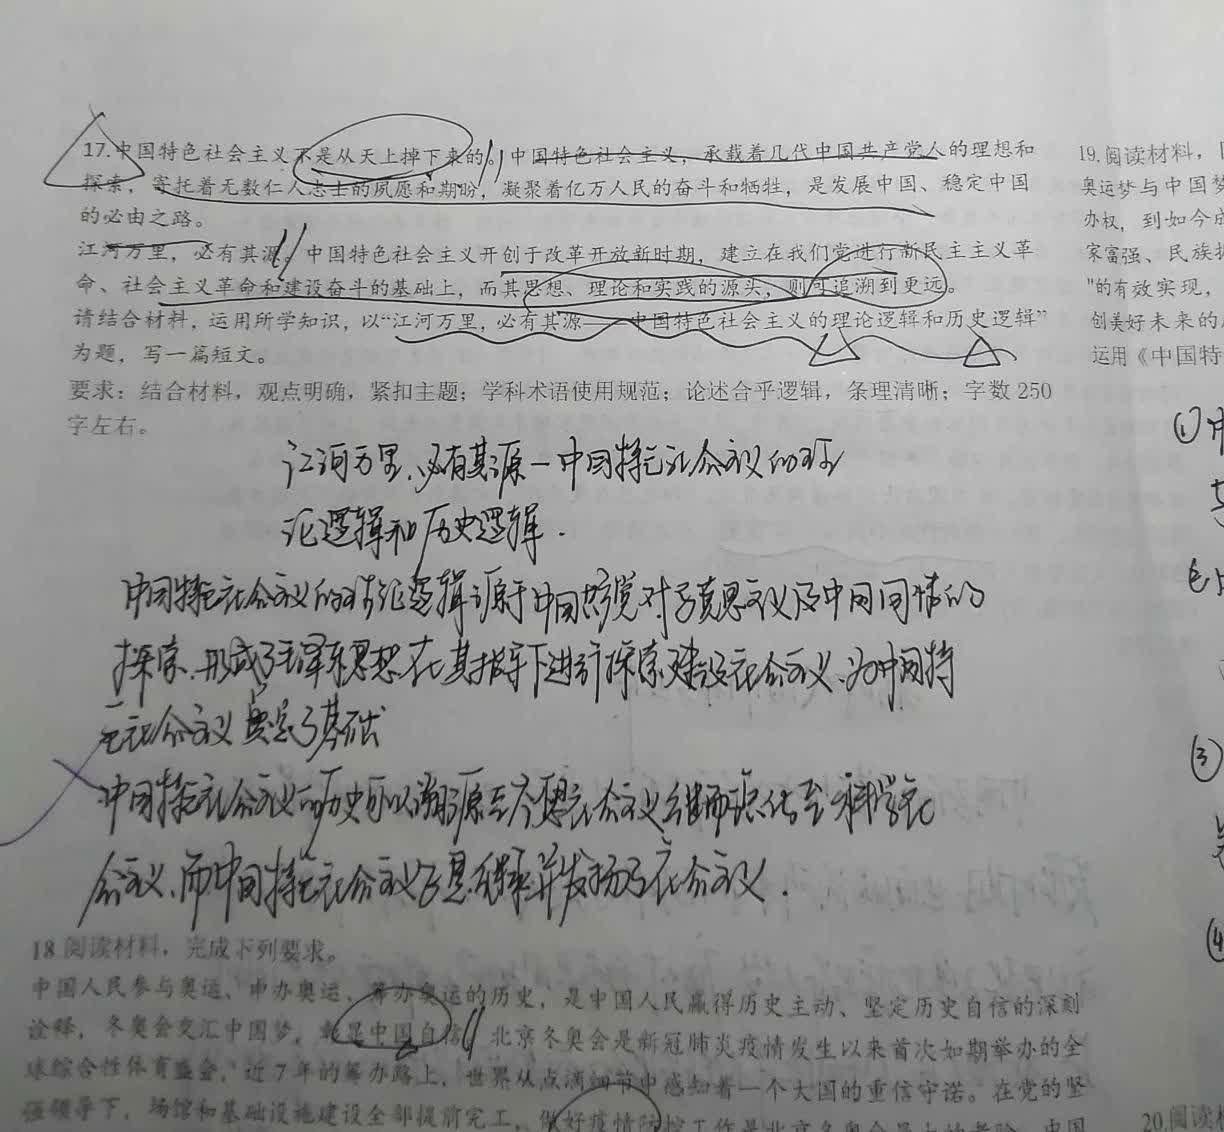 17.中国特色社会主义不是从天上掉下来的。中国特色社会主义，承载着几代中国共产党人的理想和
探索，寄托着无数仁人志士的夙愿和期盼，凝聚着亿万人民的奋斗和牺牲，是发展中国、稳定中国
的必由之路。
江河万里，必有其源。中国特色社会主义开创于改革开放新时期，建立在我们党进行新民主主义革
命、社会主义革命和建设奋斗的基础上，而其思想、理论和实践的源头，则可追溯到更远。
请结合材料，运用所学知识，以“江河万里，必有其源——中国特色社会主义的理论逻辑和历史逻辑”
为题，写一篇短文。
要求：结合材料，观点明确，紧扣主题；学科术语使用规范；论述合乎逻辑，条理清晰；字数 250
字左右。
江河万里，必有其源一中国特色社会主义的理
论逻辑和历史逻辑.
中国特色社会主义的理论逻辑源于中国共党对马克思主义及中国国情的
探索、形成了毛泽东思想、在其指导下进行探索建设社会主义、为中国特
色社会主义奠定了基础
中国特色社会主义的历史可以溯源至空想社会主义继而演化至科学社
会主义、而中国特色社会主义是继承并发扬了社会主义.
18.阅读材料，完成下列要求。
中国人民参与奥运、申办奥运、筹办奥运的历史，是中国人民赢得历史主动、坚定历史自信的深刻
诠释，冬奥会交汇中国梦，彰显中国自信。北京冬奥会是新冠肺炎疫情发生以来首次如期举办的全
球综合性体育盛会，近 7 年的筹办路上，世界从点滴细节中感知着一个大国的重信守诺。在党的坚
强领导下，场馆和基础设施建设全部提前完工，做好疫情防控工作是北京冬奥会最大的考验，中国
19.阅读材料，
奥运梦与中国梦
办权，到如今成
家富强、民族
"的有效实现，
创美好未来的
运用《中国特
①中
③
④
20.阅读材